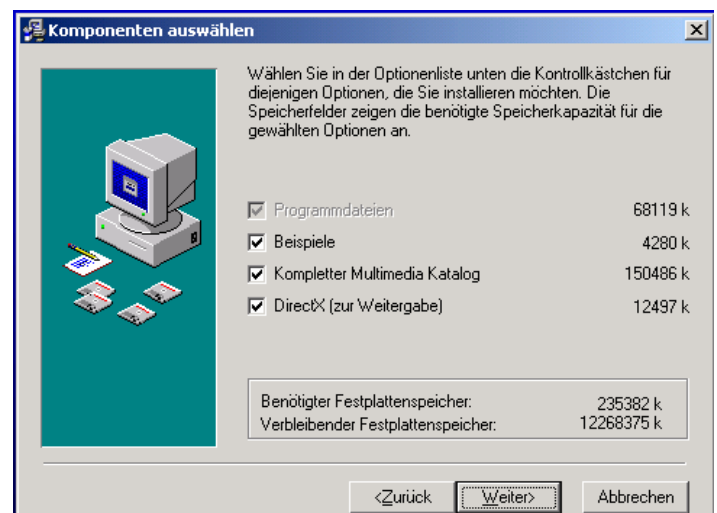 Komponenten auswählen
Wählen Sie in der Optionenliste unten die Kontrollkästchen für
diejenigen Optionen, die Sie installieren möchten. Die
Speicherfelder zeigen die benötigte Speicherkapazität für die
gewählten Optionen an.
Programmdateien 68119 k
Beispiele 4280 k
Kompletter Multimedia Katalog 150486 k
DirectX (zur Weitergabe) 12497 k
Benötigter Festplattenspeicher: 235382 k
Verbleibender Festplattenspeicher: 12268375 k
<Zurück Weiter> Abbrechen